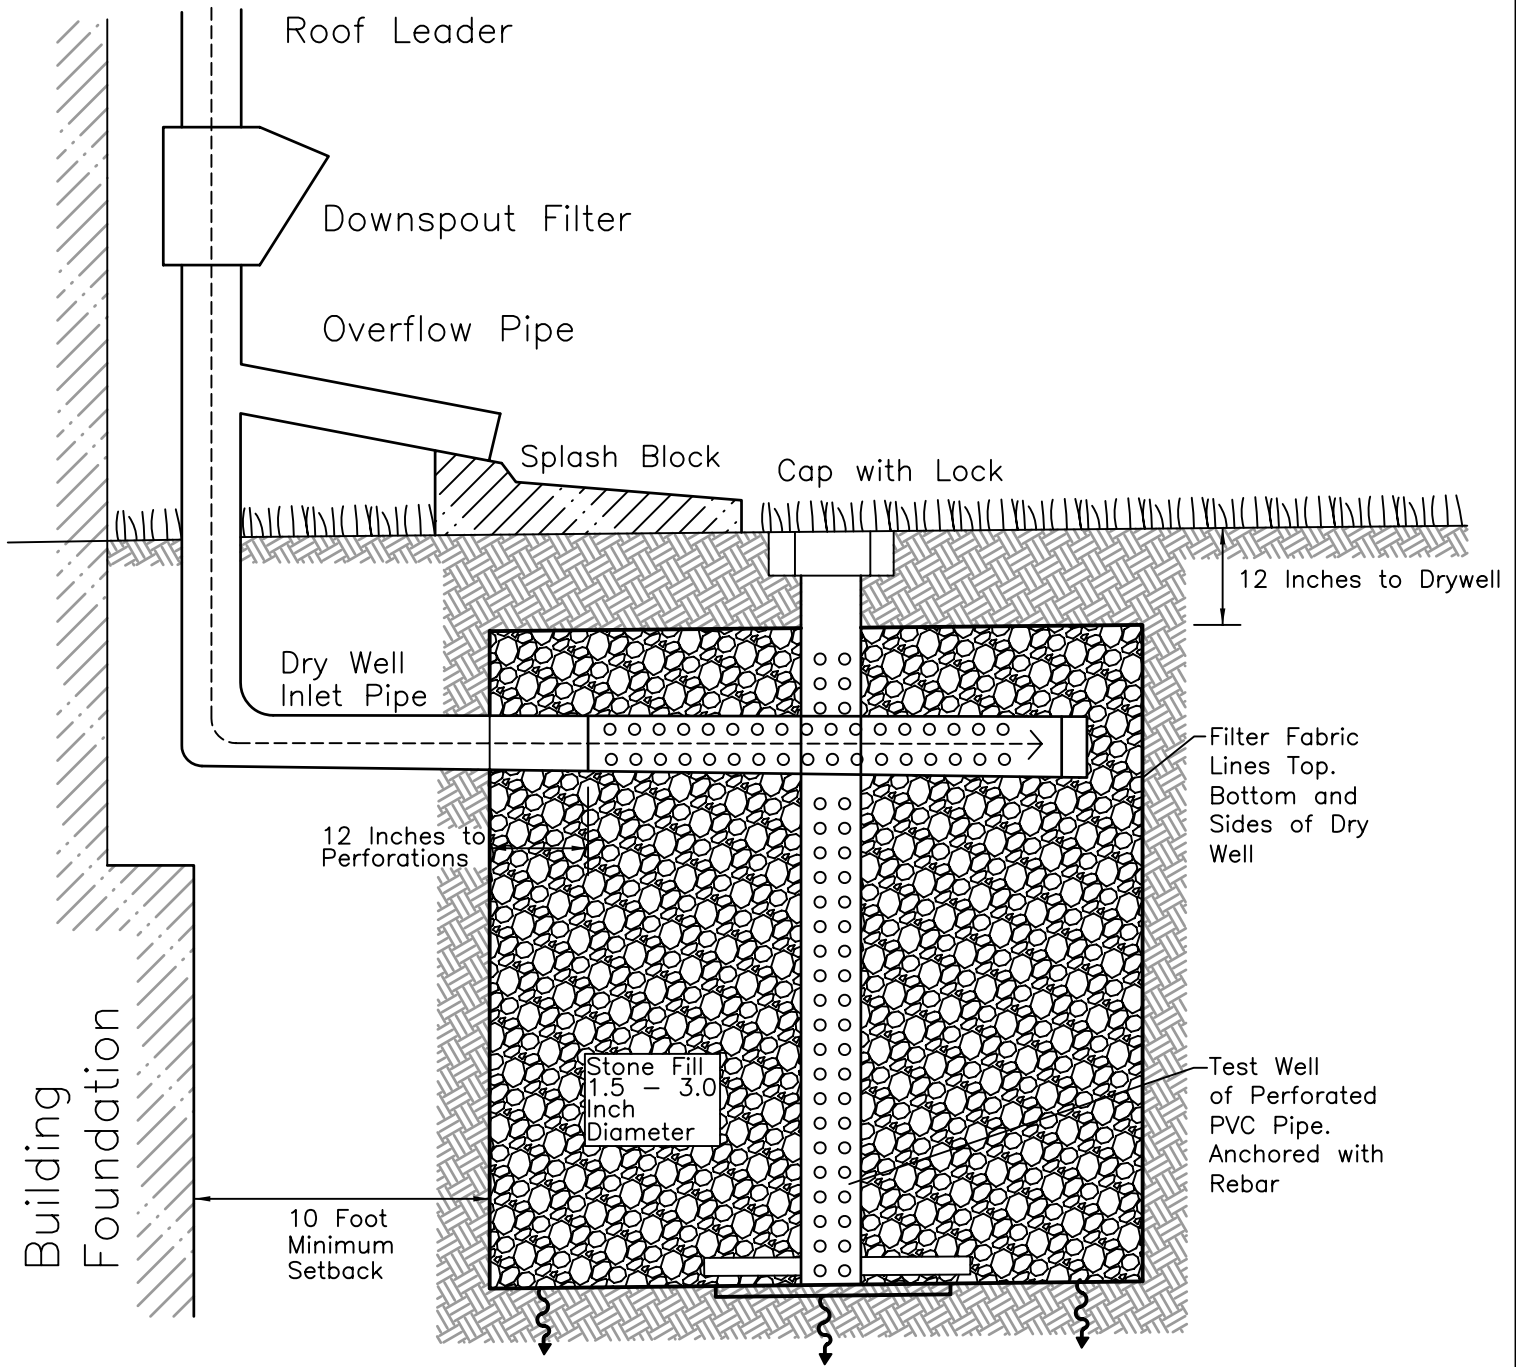 Roof Leader
Downspout Filter
Overflow Pipe
Splash Block
Cap with Lock
12 Inches to Drywell
Dry Well
Inlet Pipe
Filter Fabric
Lines Top.
Bottom and
Sides of Dry
Well
12 Inches to
Perforations
Stone Fill
1.5 - 3.0
Inch
Diameter
Test Well
of Perforated
PVC Pipe.
Anchored with
Rebar
Building
Foundation
10 Foot
Minimum
Setback